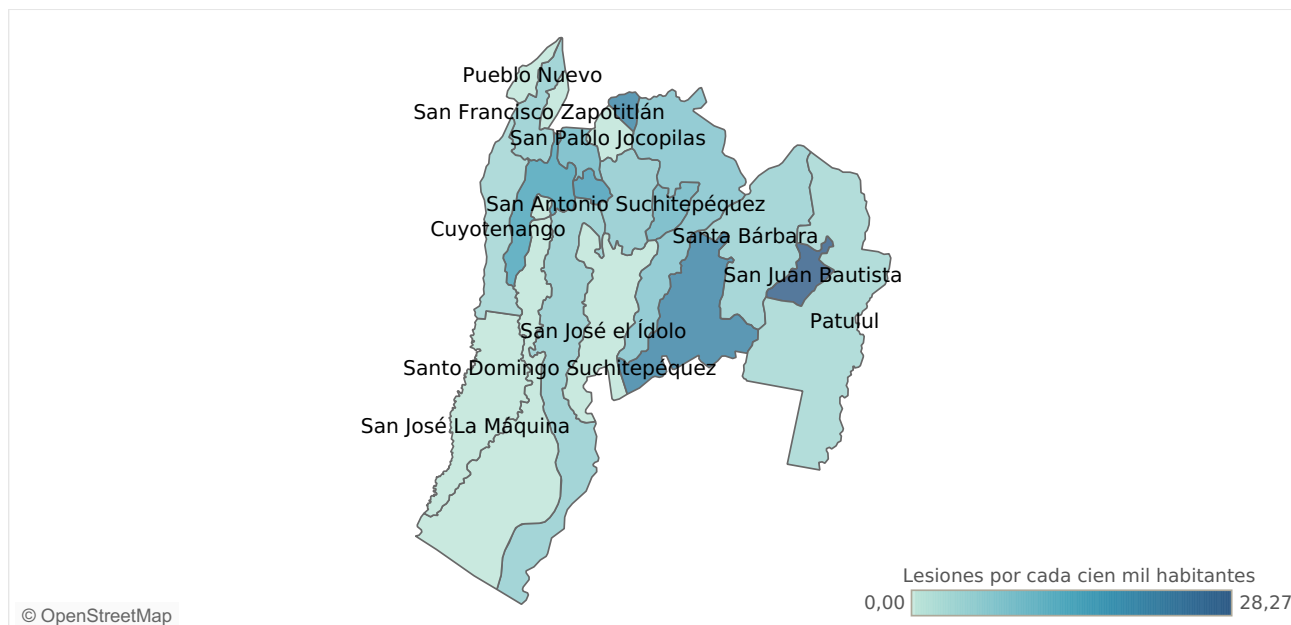 Pueblo Nuevo
San Francisco Zapotitlán
San Pablo Jocopilas
San Antonio Suchitepéquez
Cuyotenango
Santa Bárbara
San Juan Bautista
Patulul
San José el Ídolo
Santo Domingo Suchitepéquez
San José La Máquina
Lesiones por cada cien mil habitantes
0,00
28,27
© OpenStreetMap